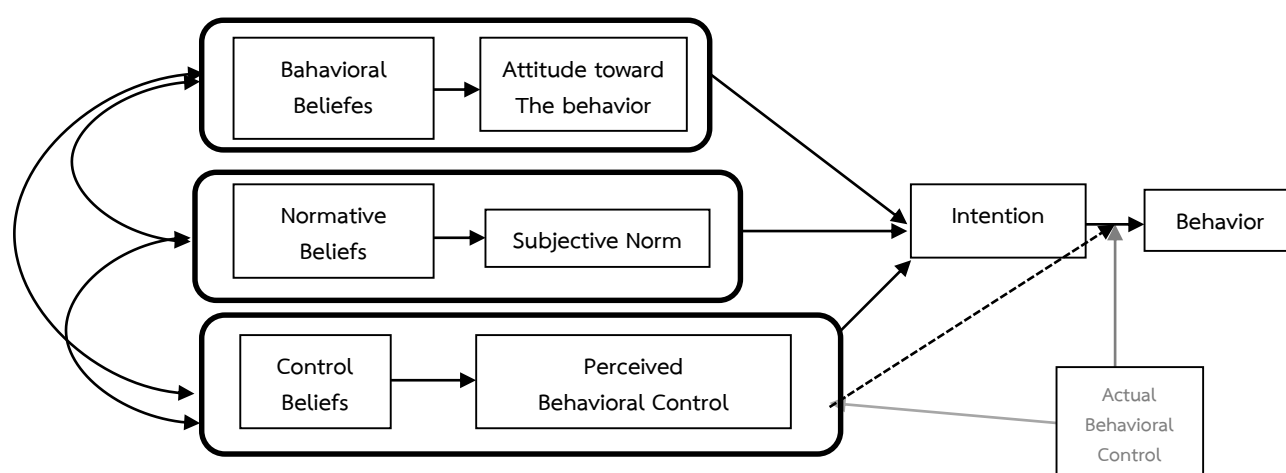 Bahavioral
Beliefes
Attitude toward
The behavior
Normative
Beliefs
Subjective Norm
Intention
Behavior
Control
Beliefs
Perceived
Behavioral Control
Actual
Behavioral
Control